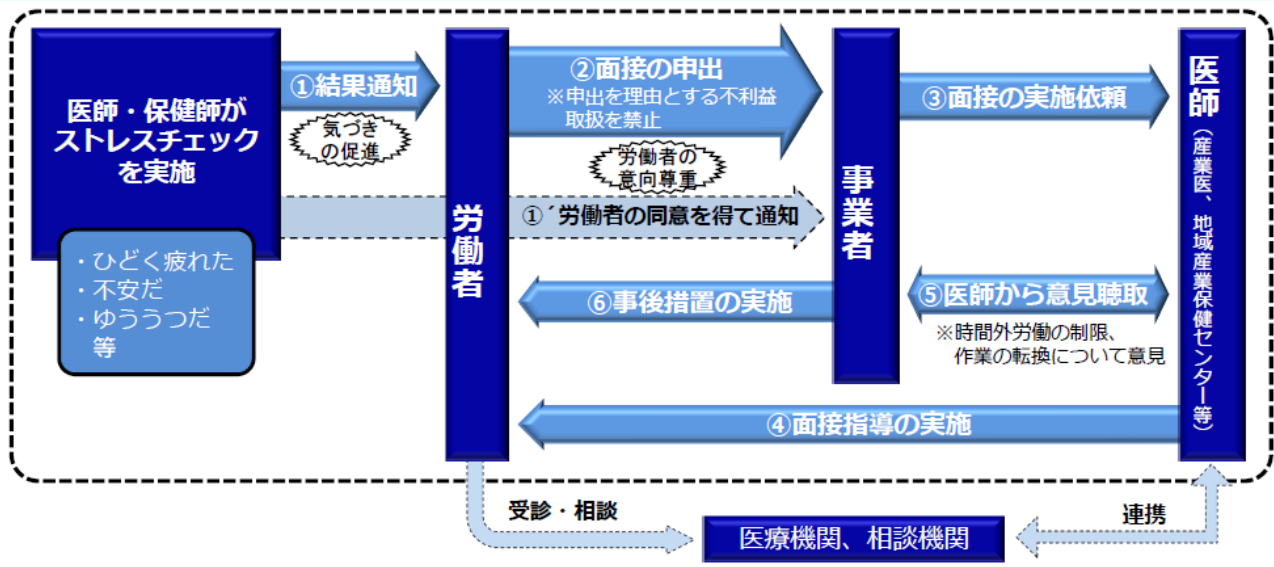 医師・保健師が
ストレスチェック
を実施
・ひどく疲れた
・不安だ
・ゆううつだ
等
①結果通知
気づき
の促進
労働者
②面接の申出
※申出を理由とする不利益
取扱を禁止
労働者の
意向尊重
①´労働者の同意を得て通知
⑥事後措置の実施
事業者
③面接の実施依頼
⑤医師から意見聴取
※時間外労働の制限、
作業の転換について意見
④面接指導の実施
医師
（産業医、地域産業保健センター等）
受診・相談
医療機関、相談機関
連携